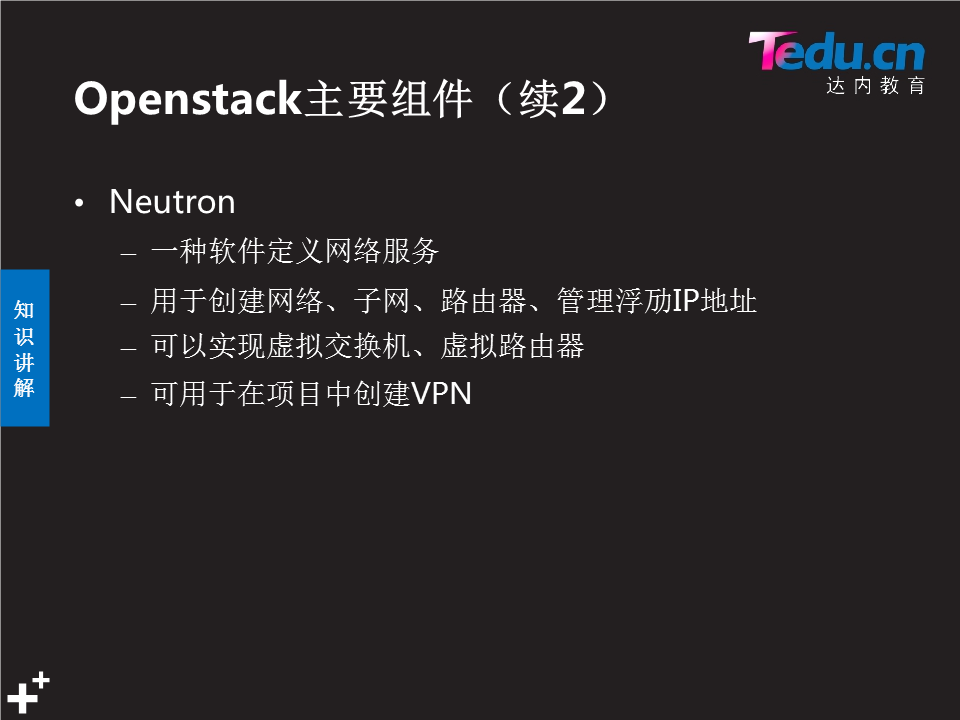 Tedu.cn
达内教育
Openstack主要组件（续2）
• Neutron
– 一种软件定义网络服务
– 用于创建网络、子网、路由器、管理浮劢IP地址
– 可以实现虚拟交换机、虚拟路由器
– 可用于在项目中创建VPN
知
识
讲
解